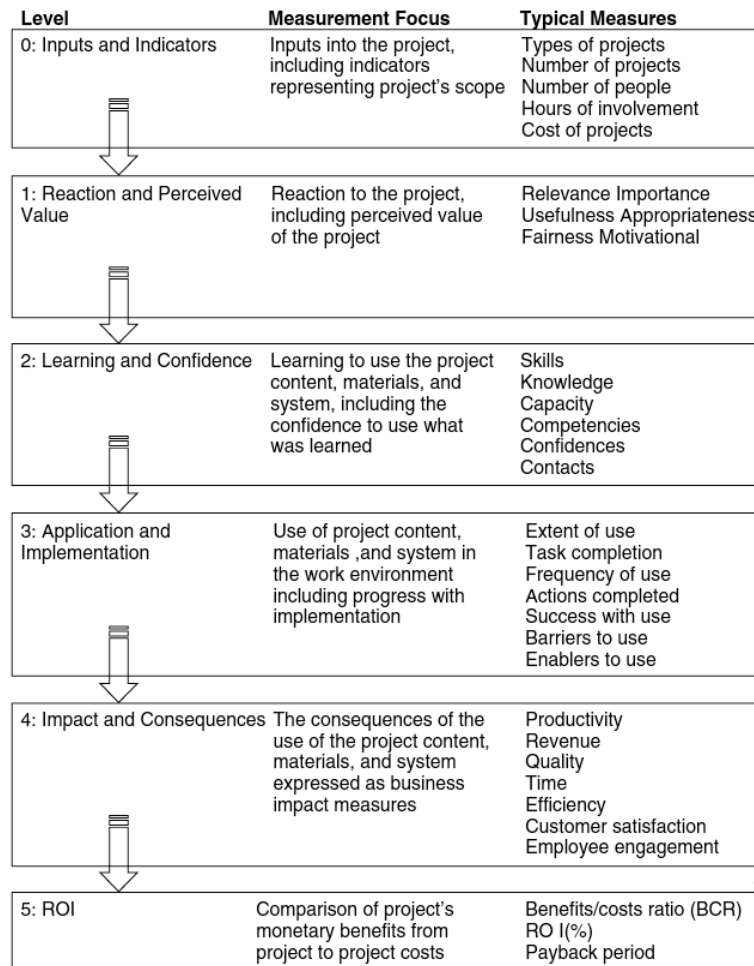 Level Measurement Focus Typical Measures
0: Inputs and Indicators Inputs into the project, Types of projects
including indicators Number of projects
representing project's scope Number of people
Hours of involvement
Cost of projects
1: Reaction and Perceived Reaction to the project, Relevance Importance
Value including perceived value Usefulness Appropriateness
of the project Fairness Motivational
2: Learning and Confidence Learning to use the project Skills
content, materials, and Knowledge
system, including the Capacity
confidence to use what Competencies
was learned Confidences
Contacts
3: Application and Use of project content, Extent of use
Implementation materials ,and system in Task completion
the work environment Frequency of use
including progress with Actions completed
implementation Success with use
Barriers to use
Enablers to use
4: Impact and Consequences The consequences of the Productivity
use of the project content, Revenue
materials, and system Quality
expressed as business Time
impact measures Efficiency
Customer satisfaction
Employee engagement
5: ROI Comparison of project's Benefits/costs ratio (BCR)
monetary benefits from RO I(%)
project to project costs Payback period